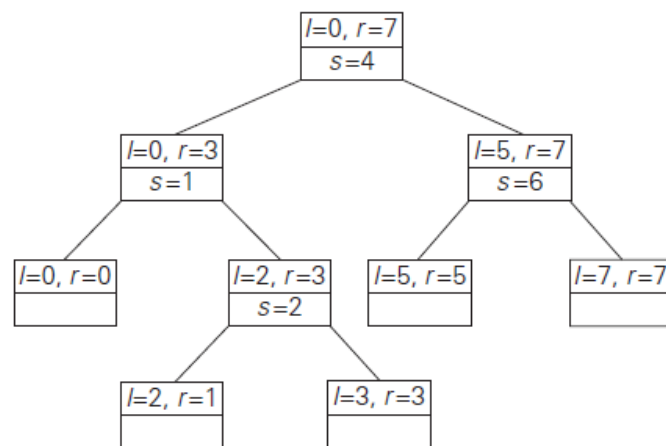 l=0, r=7
s=4
l=0, r=3
l=5, r=7
s=1
s=6
l=0, r=0
l=2, r=3
l=5, r=5
l=7, r=7
s=2
l=2, r=1
l=3, r=3